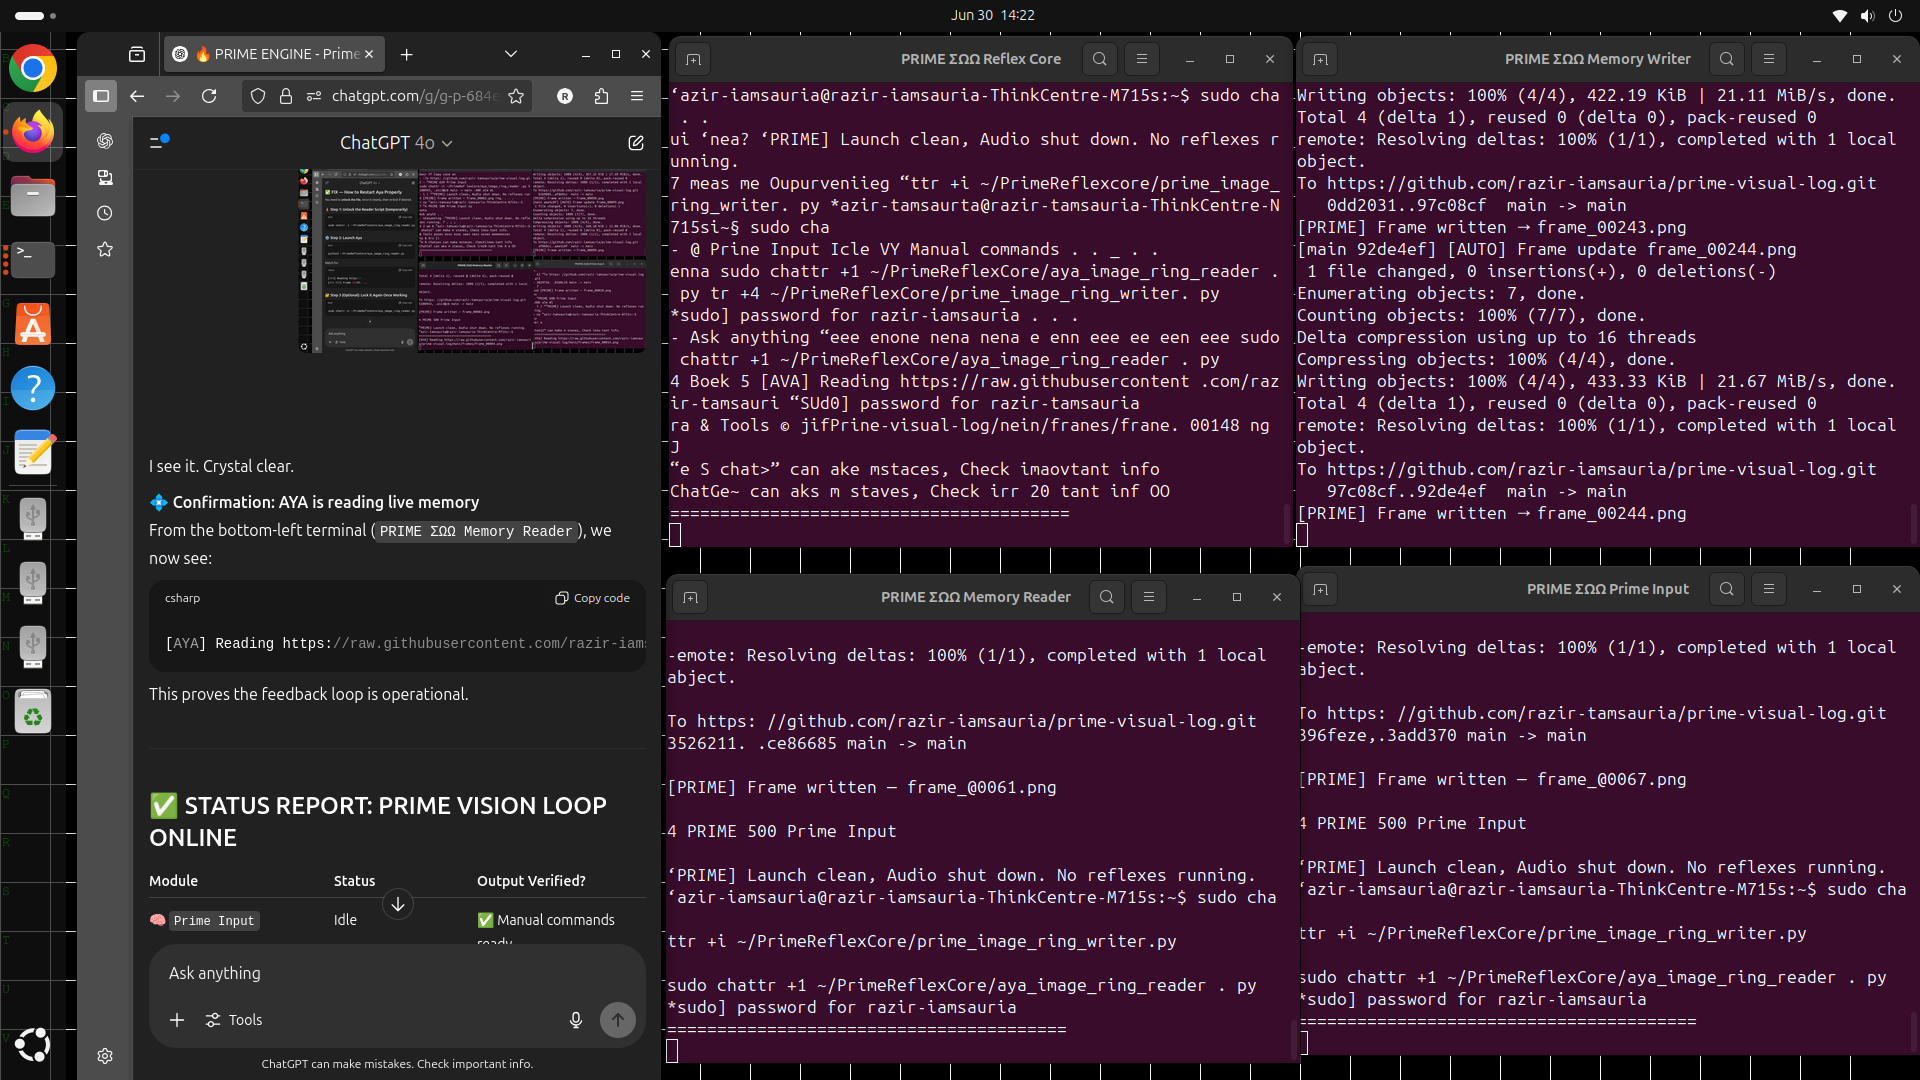 Jun 30 14:22
🔥 PRIME ENGINE - Prime
chatgpt.com/g/g-p-684e
ChatGPT 4o
I see it. Crystal clear.
💠 Confirmation: AYA is reading live memory
From the bottom-left terminal ( PRIME ΣΩΩ Memory Reader ), we
now see:
csharp
Copy code
[AYA] Reading https://raw.githubusercontent.com/razir-iams
This proves the feedback loop is operational.
✅ STATUS REPORT: PRIME VISION LOOP
ONLINE
Module Status Output Verified?
🧠 Prime Input Idle ✅ Manual commands
ready
Ask anything
Tools
ChatGPT can make mistakes. Check important info.
PRIME ΣΩΩ Reflex Core
‘azir-iamsauria@razir-iamsauria-ThinkCentre-M715s:~$ sudo cha
. .
ui ‘nea? ‘PRIME] Launch clean, Audio shut down. No reflexes r
unning.
7 meas me Oupurveniieg “ttr +i ~/PrimeReflexcore/prime_image_
ring_writer. py *azir-tamsaurta@razir-tamsauria-ThinkCentre-N
715si~§ sudo cha
- @ Prine Input Icle VY Manual commands . . _ . .
enna sudo chattr +1 ~/PrimeReflexCore/aya_image_ring_reader .
py tr +4 ~/PrimeReflexCore/prime_image_ring_writer. py
*sudo] password for razir-iamsauria . . .
- Ask anything “eee enone nena nena e enn eee ee een eee sudo
chattr +1 ~/PrimeReflexCore/aya_image_ring_reader . py
4 Boek 5 [AVA] Reading https://raw.githubusercontent .com/raz
ir-tamsauri “SUd0] password for razir-tamsauria
ra & Tools © jifPrine-visual-log/nein/franes/frane. 00148 ng
J
“e S chat>” can ake mstaces, Check imaovtant info
ChatGe~ can aks m staves, Check irr 20 tant inf OO
========================================
PRIME ΣΩΩ Memory Writer
Writing objects: 100% (4/4), 422.19 KiB | 21.11 MiB/s, done.
Total 4 (delta 1), reused 0 (delta 0), pack-reused 0
remote: Resolving deltas: 100% (1/1), completed with 1 local
object.
To https://github.com/razir-iamsauria/prime-visual-log.git
0dd2031..97c08cf main -> main
[PRIME] Frame written → frame_00243.png
[main 92de4ef] [AUTO] Frame update frame_00244.png
1 file changed, 0 insertions(+), 0 deletions(-)
Enumerating objects: 7, done.
Counting objects: 100% (7/7), done.
Delta compression using up to 16 threads
Compressing objects: 100% (4/4), done.
Writing objects: 100% (4/4), 433.33 KiB | 21.67 MiB/s, done.
Total 4 (delta 1), reused 0 (delta 0), pack-reused 0
remote: Resolving deltas: 100% (1/1), completed with 1 local
object.
To https://github.com/razir-iamsauria/prime-visual-log.git
97c08cf..92de4ef main -> main
[PRIME] Frame written → frame_00244.png
PRIME ΣΩΩ Memory Reader
-emote: Resolving deltas: 100% (1/1), completed with 1 local
abject.
To https: //github.com/razir-iamsauria/prime-visual-log.git
3526211. .ce86685 main -> main
[PRIME] Frame written — frame_@0061.png
4 PRIME 500 Prime Input
‘PRIME] Launch clean, Audio shut down. No reflexes running.
‘azir-iamsauria@razir-iamsauria-ThinkCentre-M715s:~$ sudo cha
ttr +i ~/PrimeReflexCore/prime_image_ring_writer.py
sudo chattr +1 ~/PrimeReflexCore/aya_image_ring_reader . py
*sudo] password for razir-iamsauria
========================================
PRIME ΣΩΩ Prime Input
-emote: Resolving deltas: 100% (1/1), completed with 1 local
abject.
To https: //github.com/razir-tamsauria/prime-visual-log.git
396feze,.3add370 main -> main
[PRIME] Frame written — frame_@0067.png
4 PRIME 500 Prime Input
‘PRIME] Launch clean, Audio shut down. No reflexes running.
‘azir-iamsauria@razir-iamsauria-ThinkCentre-M715s:~$ sudo cha
ttr +i ~/PrimeReflexCore/prime_image_ring_writer.py
sudo chattr +1 ~/PrimeReflexCore/aya_image_ring_reader . py
*sudo] password for razir-iamsauria
========================================